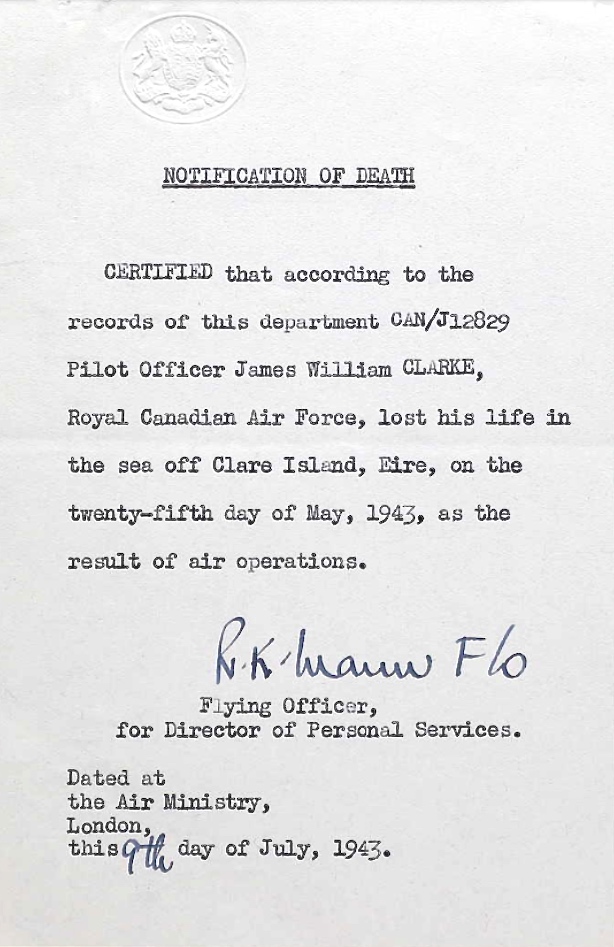 NOTIFICATION OF DEATH
CERTIFIED that according to the
records of this department CAN/J12829
Pilot Officer James William CLARKE,
Royal Canadian Air Force, lost his life in
the sea off Clare Island, Eire, on the
twenty-fifth day of May, 1943, as the
result of air operations.
F/O
Flying Officer,
for Director of Personal Services.
Dated at
the Air Ministry,
London,
this 9th day of July, 1943.